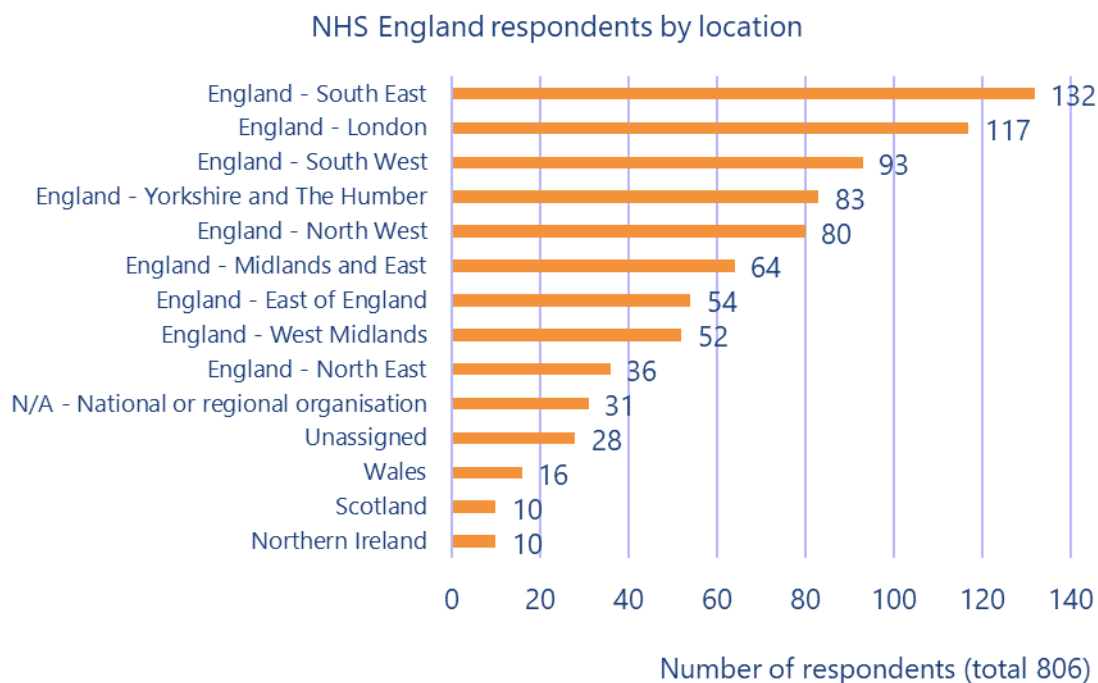 NHS England respondents by location
England - South East 132
England - London 117
England - South West 93
England - Yorkshire and The Humber 83
England - North West 80
England - Midlands and East 64
England - East of England 54
England - West Midlands 52
England - North East 36
N/A - National or regional organisation 31
Unassigned 28
Wales 16
Scotland 10
Northern Ireland 10
0 20 40 60 80 100 120 140
Number of respondents (total 806)